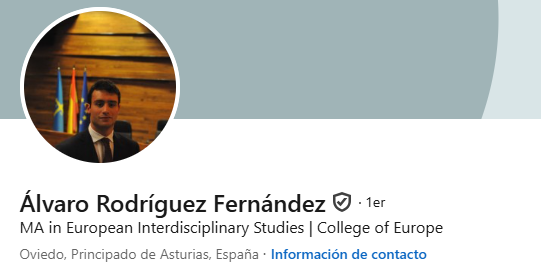 Álvaro Rodríguez Fernández · 1er
MA in European Interdisciplinary Studies | College of Europe
Oviedo, Principado de Asturias, España · Información de contacto